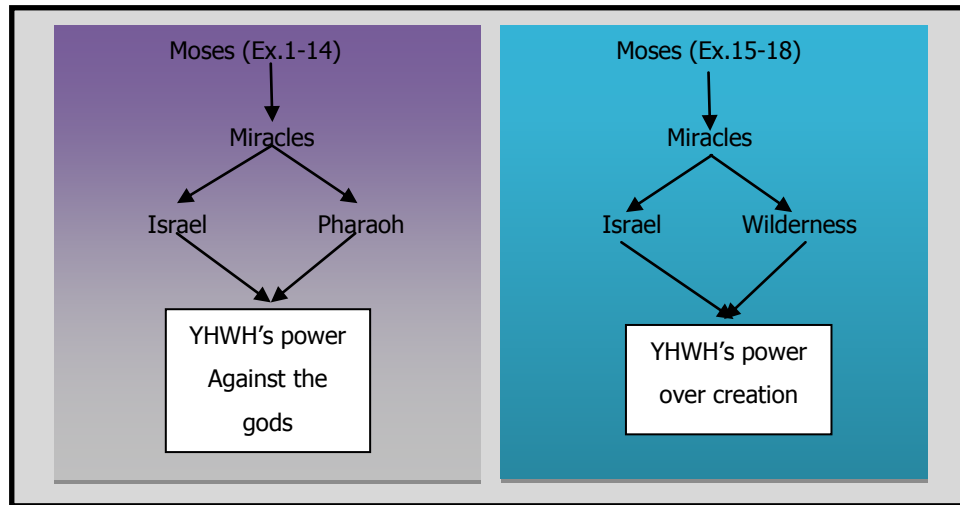 Moses (Ex.1-14)
Miracles
Israel Pharaoh
YHWH’s power
Against the
gods
Moses (Ex.15-18)
Miracles
Israel Wilderness
YHWH’s power
over creation